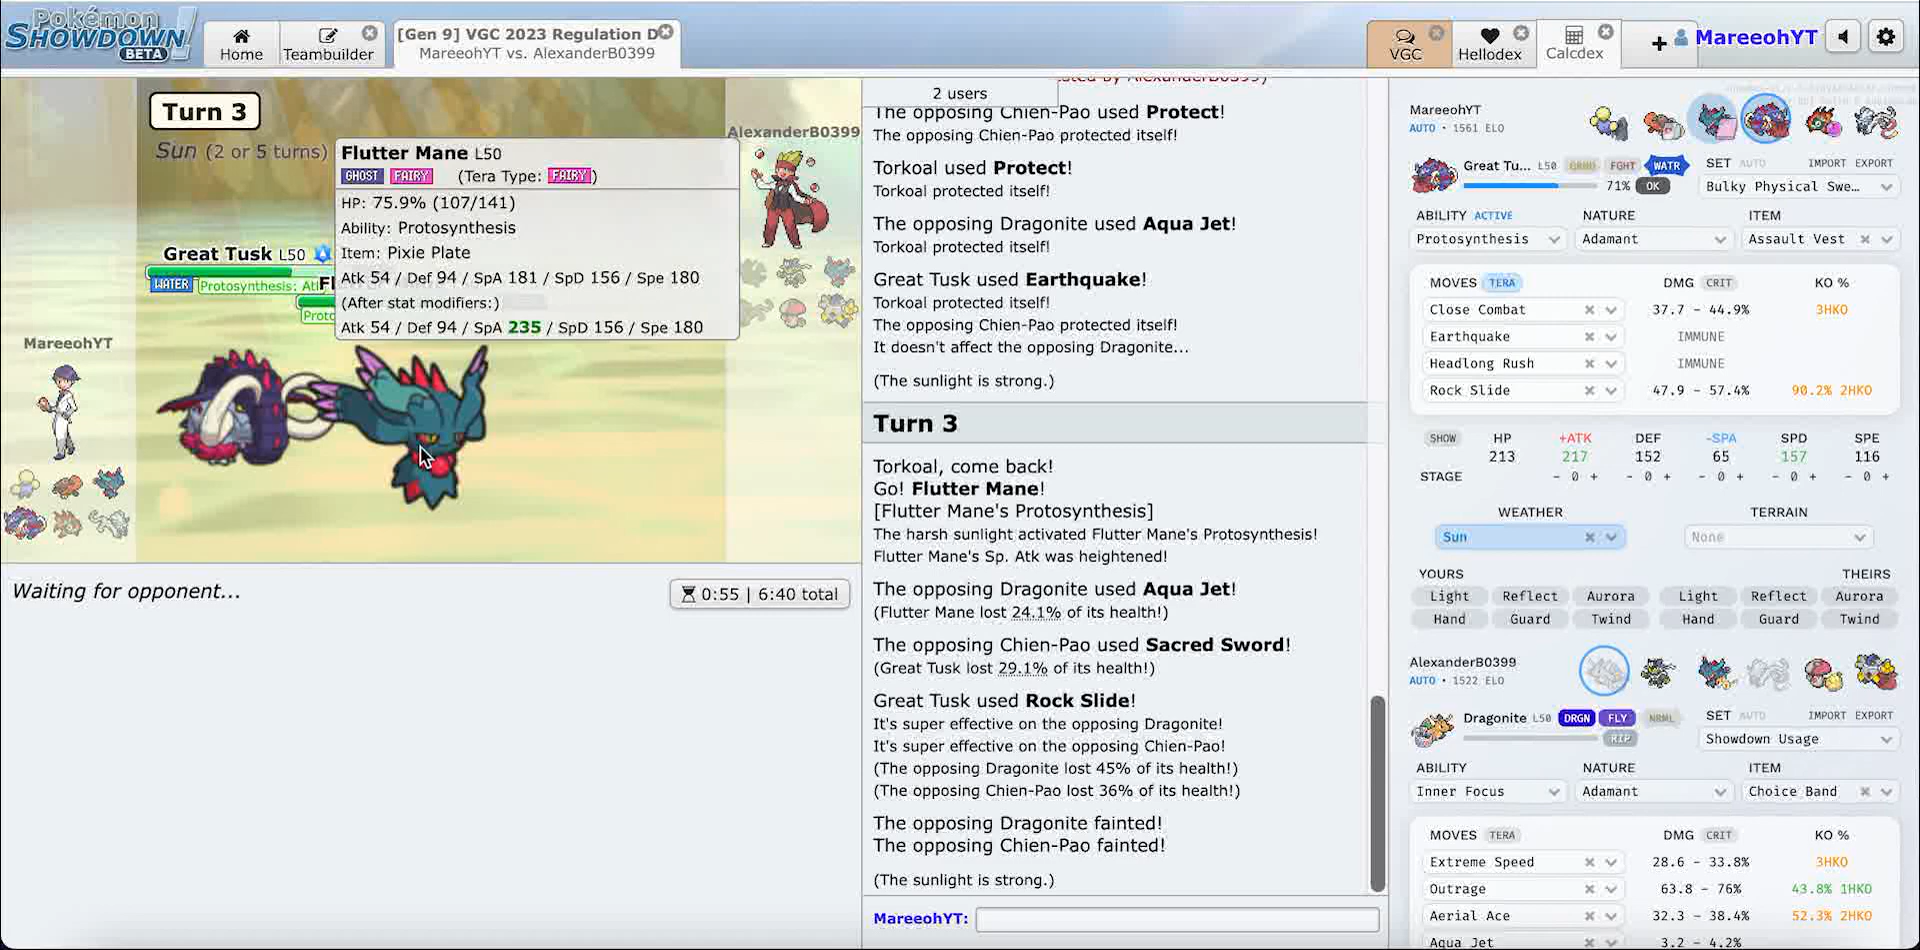 Pokémon
SHOWDOWN!
BETA
Home
Teambuilder
[Gen 9] VGC 2023 Regulation D
MareeohYT vs. AlexanderB0399
VGC
Hellodex
Calcdex
+
MareeohYT
Turn 3
Sun (2 or 5 turns)
Flutter Mane L50
GHOST FAIRY (Tera Type: FAIRY)
HP: 75.9% (107/141)
Ability: Protosynthesis
Item: Pixie Plate
Atk 54 / Def 94 / SpA 181 / SpD 156 / Spe 180
(After stat modifiers:)
Atk 54 / Def 94 / SpA 235 / SpD 156 / Spe 180
Great Tusk L50
WATER
Protosynthesis: At
Fl
Proto
AlexanderB0399
MareeohYT
Waiting for opponent...
0:55 | 6:40 total
2 users
The opposing Chien-Pao used Protect!
The opposing Chien-Pao protected itself!
Torkoal used Protect!
Torkoal protected itself!
The opposing Dragonite used Aqua Jet!
Torkoal protected itself!
Great Tusk used Earthquake!
Torkoal protected itself!
The opposing Chien-Pao protected itself!
It doesn't affect the opposing Dragonite...
(The sunlight is strong.)
Turn 3
Torkoal, come back!
Go! Flutter Mane!
[Flutter Mane's Protosynthesis]
The harsh sunlight activated Flutter Mane's Protosynthesis!
Flutter Mane's Sp. Atk was heightened!
The opposing Dragonite used Aqua Jet!
(Flutter Mane lost 24.1% of its health!)
The opposing Chien-Pao used Sacred Sword!
(Great Tusk lost 29.1% of its health!)
Great Tusk used Rock Slide!
It's super effective on the opposing Dragonite!
It's super effective on the opposing Chien-Pao!
(The opposing Dragonite lost 45% of its health!)
(The opposing Chien-Pao lost 36% of its health!)
The opposing Dragonite fainted!
The opposing Chien-Pao fainted!
(The sunlight is strong.)
MareeohYT:
MareeohYT
AUTO • 1561 ELO
Great Tu... L50 GRND FGHT WATR
71% OK
SET AUTO IMPORT EXPORT
Bulky Physical Swe...
ABILITY ACTIVE NATURE ITEM
Protosynthesis Adamant Assault Vest
MOVES TERA DMG CRIT KO %
Close Combat 37.7 - 44.9% 3HKO
Earthquake IMMUNE
Headlong Rush IMMUNE
Rock Slide 47.9 - 57.4% 90.2% 2HKO
SHOW HP +ATK DEF -SPA SPD SPE
213 217 152 65 157 116
STAGE - 0 + - 0 + - 0 + - 0 + - 0 +
WEATHER TERRAIN
Sun None
YOURS THEIRS
Light Reflect Aurora Light Reflect Aurora
Hand Guard Twind Hand Guard Twind
AlexanderB0399
AUTO • 1522 ELO
Dragonite L50 DRGN FLY NRML
RIP
SET AUTO IMPORT EXPORT
Showdown Usage
ABILITY NATURE ITEM
Inner Focus Adamant Choice Band
MOVES TERA DMG CRIT KO %
Extreme Speed 28.6 - 33.8% 3HKO
Outrage 63.8 - 76% 43.8% 1HKO
Aerial Ace 32.3 - 38.4% 52.3% 2HKO
Aqua Jet 3.2 - 4.2%